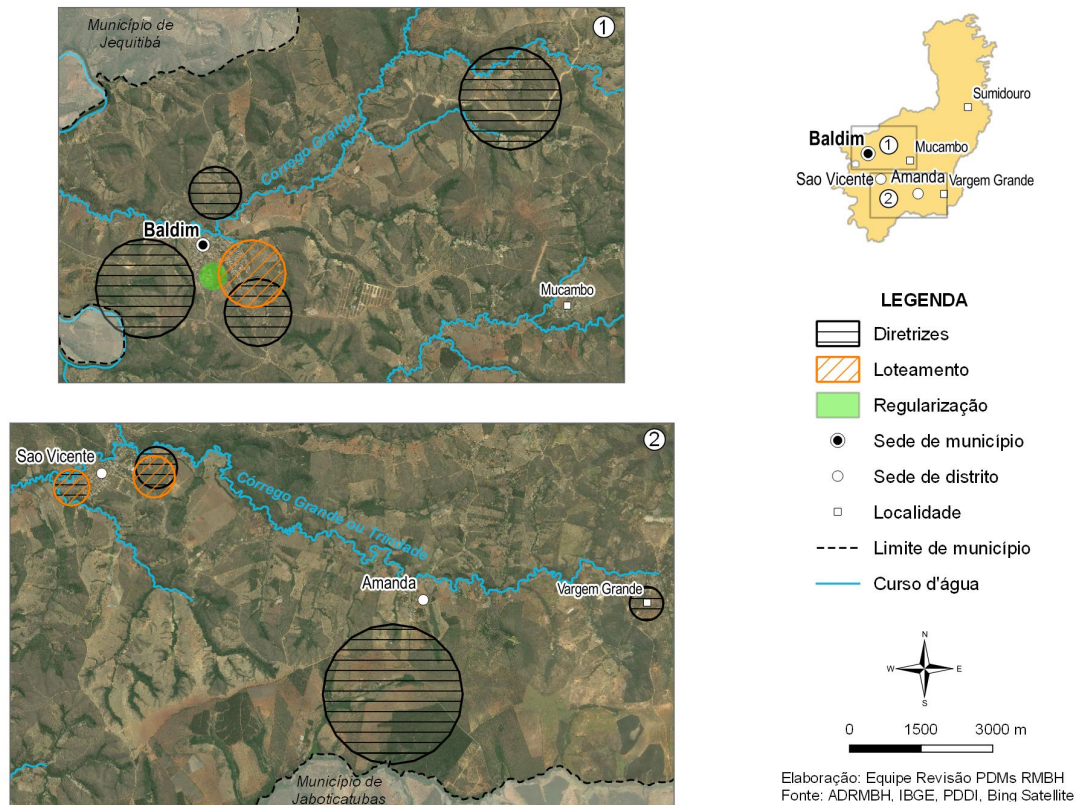 Município de
Jequitibá
1
Córrego Grande
Baldim
Mucambo
Sao Vicente
2
Córrego Grande ou Trindade
Amanda
Vargem Grande
Município de
Jaboticatubas
Sumidouro
Baldim
1
Mucambo
Sao Vicente
Amanda
Vargem Grande
2
LEGENDA
Diretrizes
Loteamento
Regularização
Sede de município
Sede de distrito
Localidade
Limite de município
Curso d'água
N
W
E
S
0 1500 3000 m
Elaboração: Equipe Revisão PDMs RMBH
Fonte: ADRMBH, IBGE, PDDI, Bing Satellite